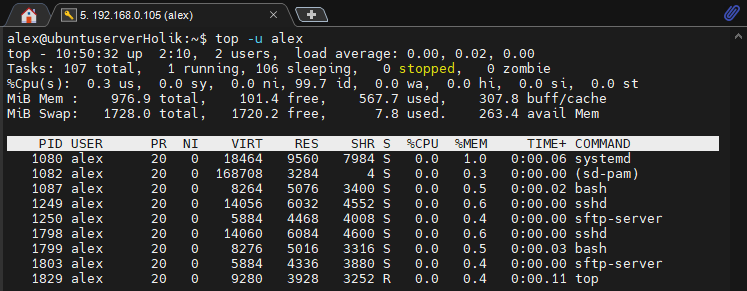 5. 192.168.0.105 (alex)
alex@ubuntuserverHolik:~$ top -u alex
top - 10:50:32 up  2:10,  2 users,  load average: 0.00, 0.02, 0.00
Tasks: 107 total,   1 running, 106 sleeping,   0 stopped,   0 zombie
%Cpu(s):  0.3 us,  0.0 sy,  0.0 ni, 99.7 id,  0.0 wa,  0.0 hi,  0.0 si,  0.0 st
MiB Mem :    976.9 total,    101.4 free,    567.7 used,    307.8 buff/cache
MiB Swap:   1728.0 total,   1720.2 free,      7.8 used.    263.4 avail Mem
PID USER      PR  NI    VIRT    RES    SHR S  %CPU  %MEM     TIME+ COMMAND
1080 alex      20   0   18464   9560   7984 S   0.0   1.0   0:00.06 systemd
1082 alex      20   0  168708   3284      4 S   0.0   0.3   0:00.00 (sd-pam)
1087 alex      20   0    8264   5076   3400 S   0.0   0.5   0:00.02 bash
1249 alex      20   0   14056   6032   4552 S   0.0   0.6   0:00.00 sshd
1250 alex      20   0    5884   4468   4008 S   0.0   0.4   0:00.00 sftp-server
1798 alex      20   0   14060   6084   4600 S   0.0   0.6   0:00.00 sshd
1799 alex      20   0    8276   5016   3316 S   0.0   0.5   0:00.03 bash
1803 alex      20   0    5884   4336   3880 S   0.0   0.4   0:00.00 sftp-server
1829 alex      20   0    9280   3928   3252 R   0.0   0.4   0:00.11 top